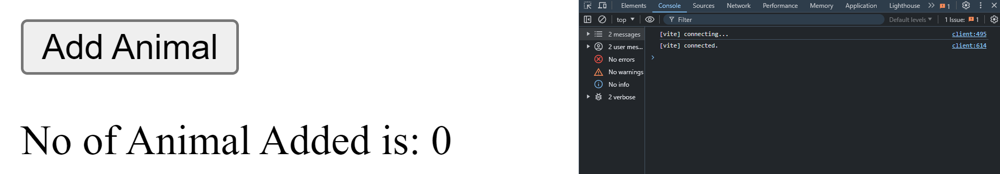 Add Animal
No of Animal Added is: 0
Elements Console Sources Network Performance Memory Application Lighthouse 1
top Filter Default levels 1 Issue: 1
2 messages
2 user mes...
No errors
No warnings
No info
2 verbose
[vite] connecting... client:495
[vite] connected. client:614